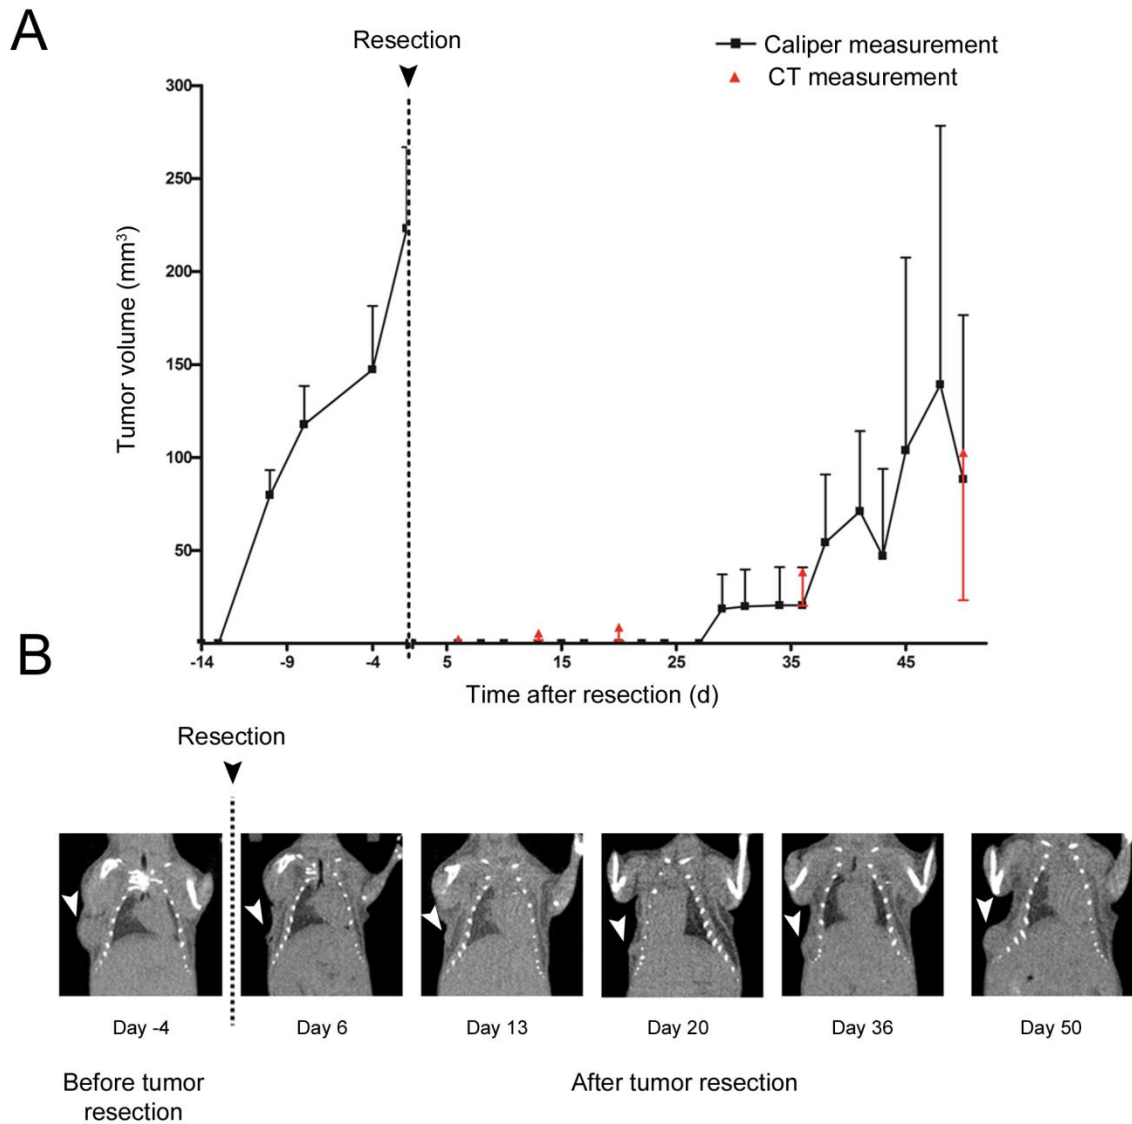 A
Resection
Caliper measurement
CT measurement
Tumor volume (mm³)
300
250
200
150
100
50
-14
-9
-4
5
15
25
35
45
Time after resection (d)
B
Resection
Day -4
Day 6
Day 13
Day 20
Day 36
Day 50
Before tumor
resection
After tumor resection